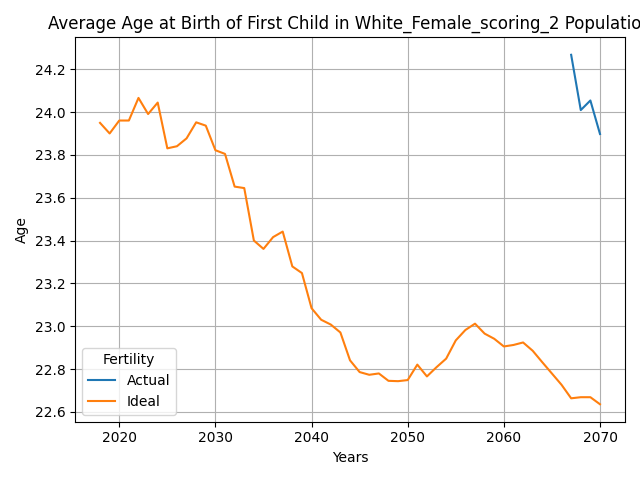 Average Age at Birth of First Child in White_Female_scoring_2 Populatio
24.2
24.0
23.8
23.6
23.4
23.2
23.0
22.8
22.6
Age
Fertility
Actual
Ideal
2020 2030 2040 2050 2060 2070
Years